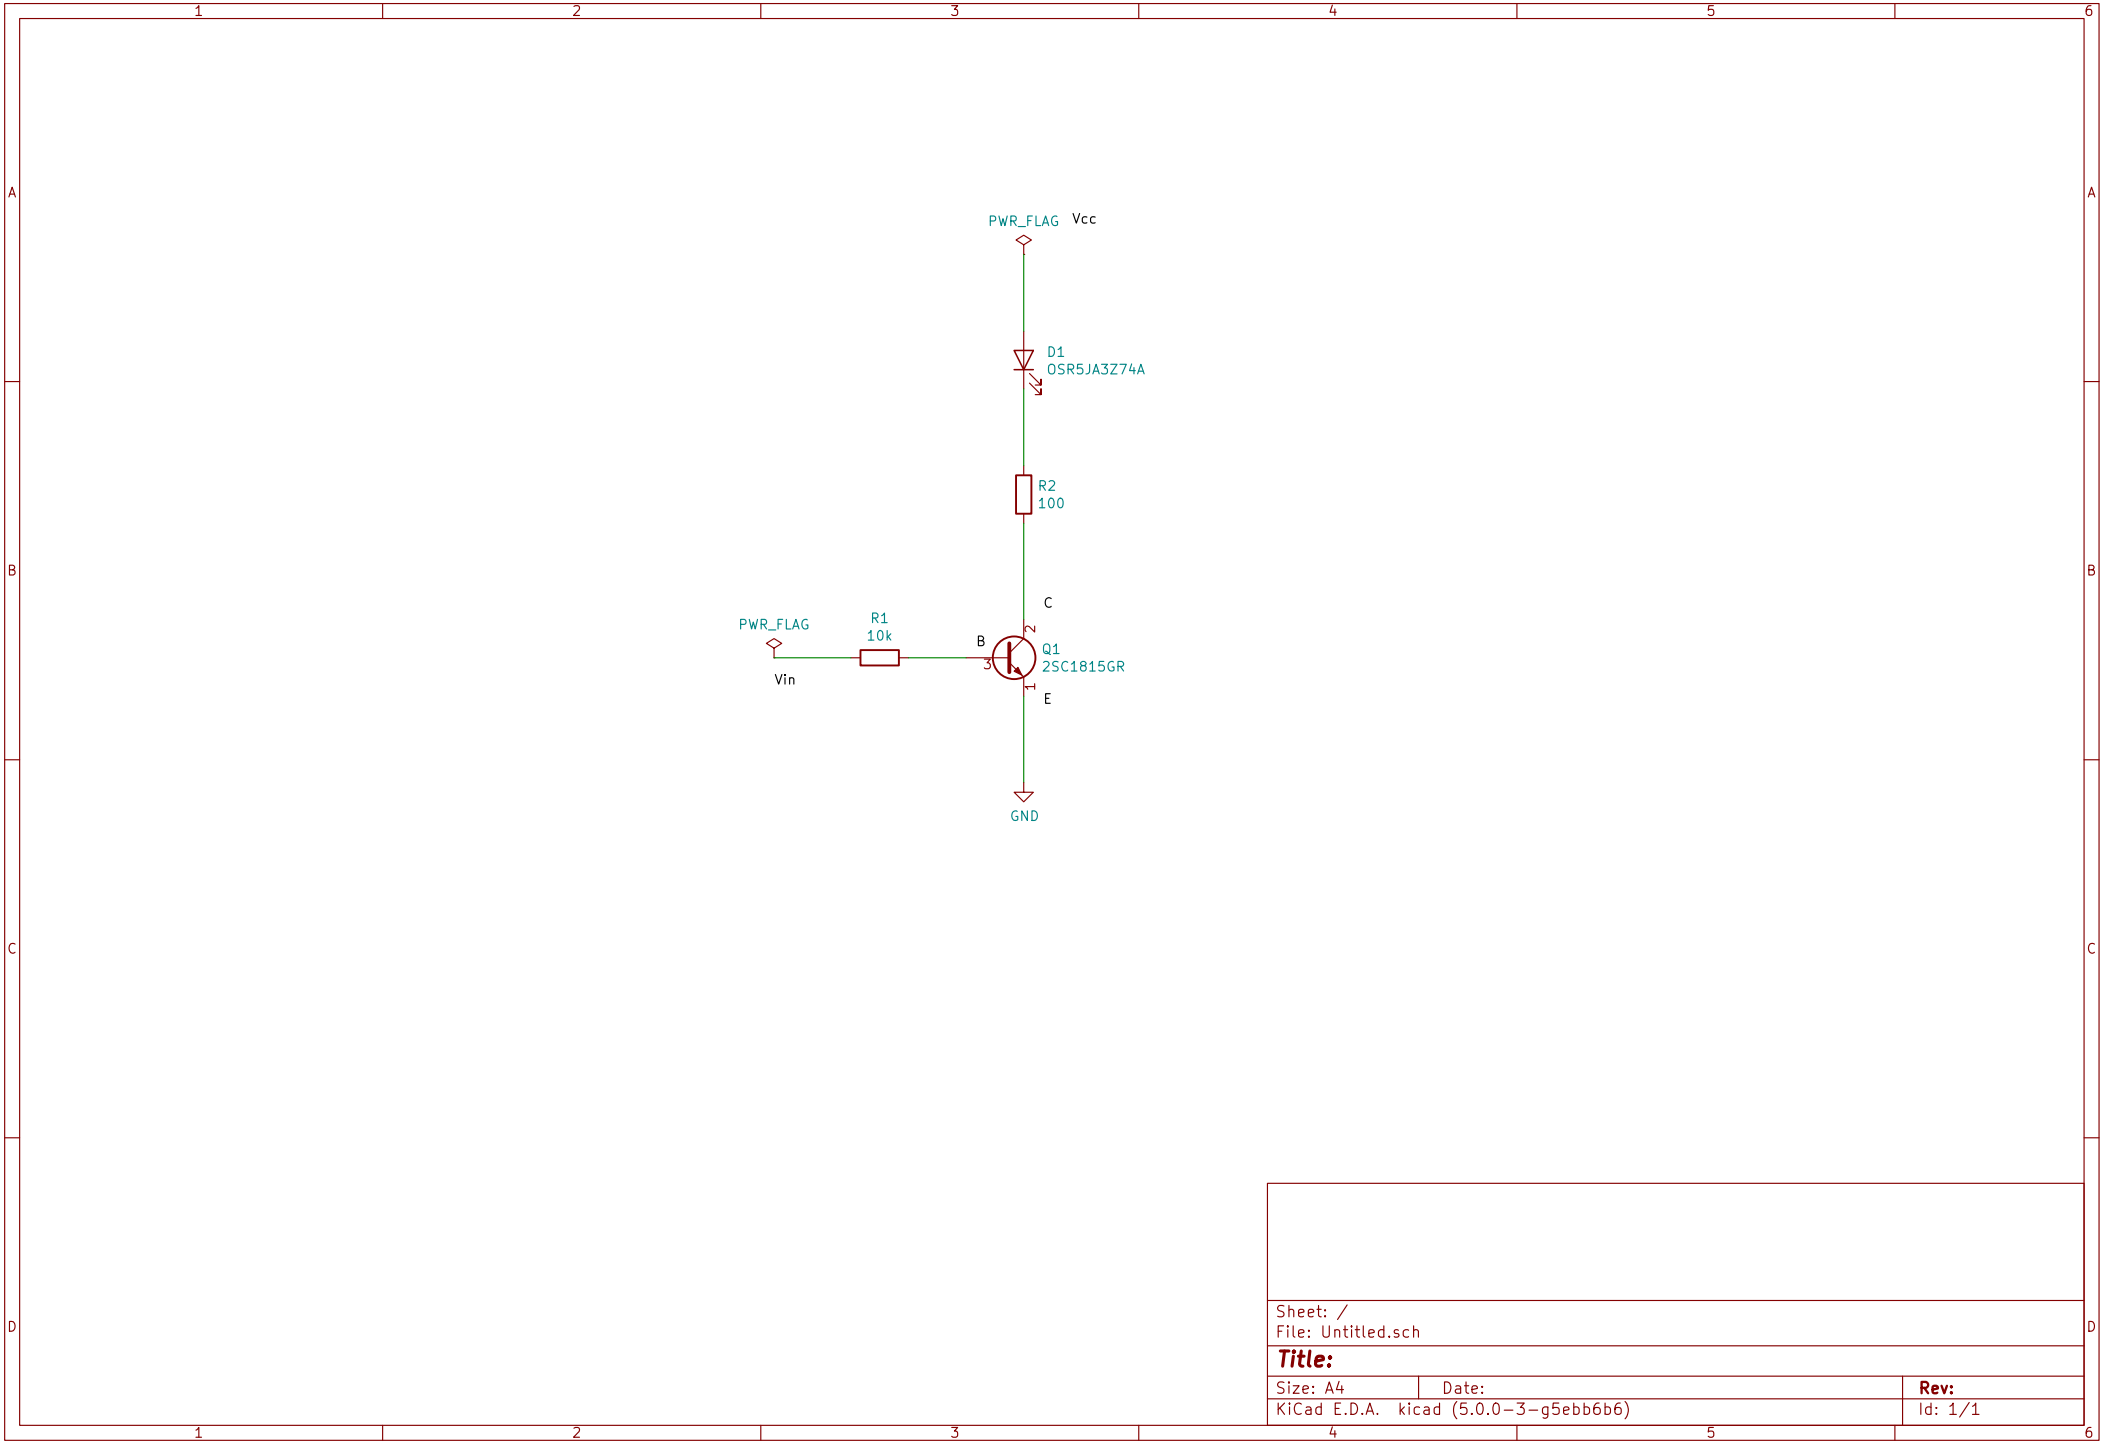 1 2 3 4 5 6
A A
PWR_FLAG Vcc
D1
OSR5JA3Z74A
R2
100
B B
C
PWR_FLAG
R1
10k
B
Q1
2SC1815GR
2
3
1
Vin
E
GND
C C
Sheet: /
File: Untitled.sch
D D
Title:
Size: A4 Date: Rev:
KiCad E.D.A. kicad (5.0.0-3-g5ebb6b6) Id: 1/1
1 2 3 4 5 6